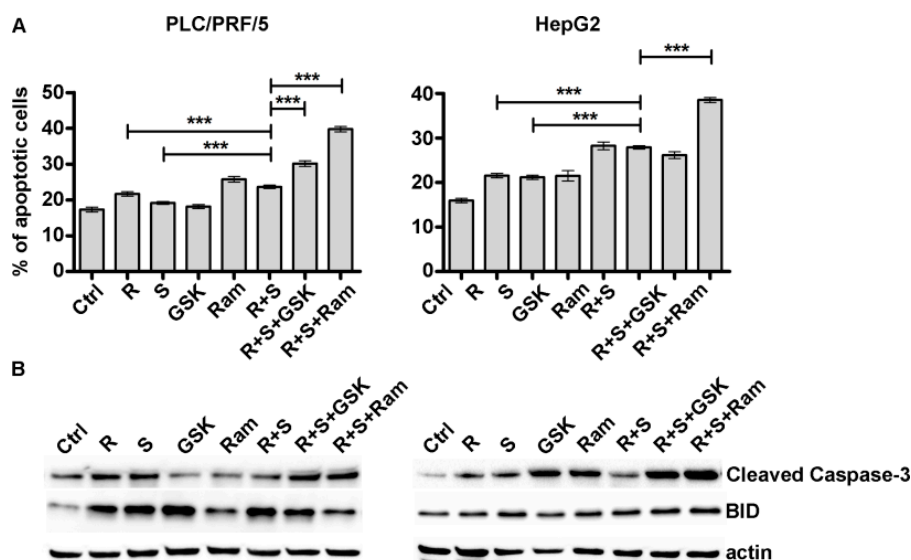 A
PLC/PRF/5
HepG2
% of apoptotic cells
50
40
30
20
10
0
***
***
***
***
Ctrl
R
S
GSK
Ram
R+S
R+S+GSK
R+S+Ram
40
30
20
10
0
***
***
***
Ctrl
R
S
GSK
Ram
R+S
R+S+GSK
R+S+Ram
B
Ctrl
R
S
GSK
Ram
R+S
R+S+GSK
R+S+Ram
Ctrl
R
S
GSK
Ram
R+S
R+S+GSK
R+S+Ram
Cleaved Caspase-3
BID
actin